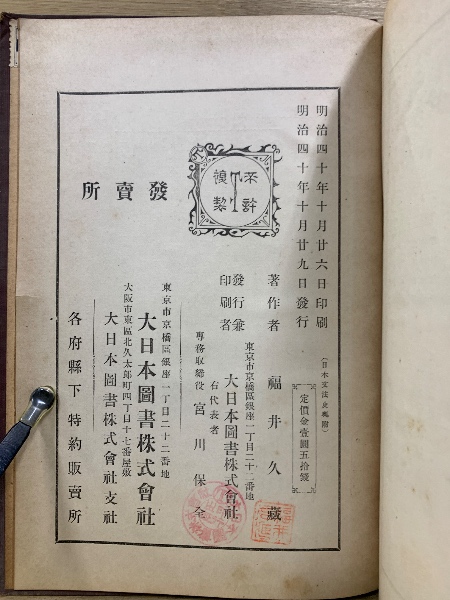 明治四十年十月廿六日印刷
明治四十年十月廿九日發行
定價金壹圓五拾錢
不許複製
著作者 福井久藏
發行兼印刷者
東京市京橋區銀座一丁目二十二番地
大日本圖書株式會社
右代表者
專務取締役 宮川保全
發賣所
東京市京橋區銀座一丁目二十二番地
大日本圖書株式會社
大阪市東區北久太郎町四丁目十七番屋敷
大日本圖書株式會社支社
各府縣下 特約販賣所